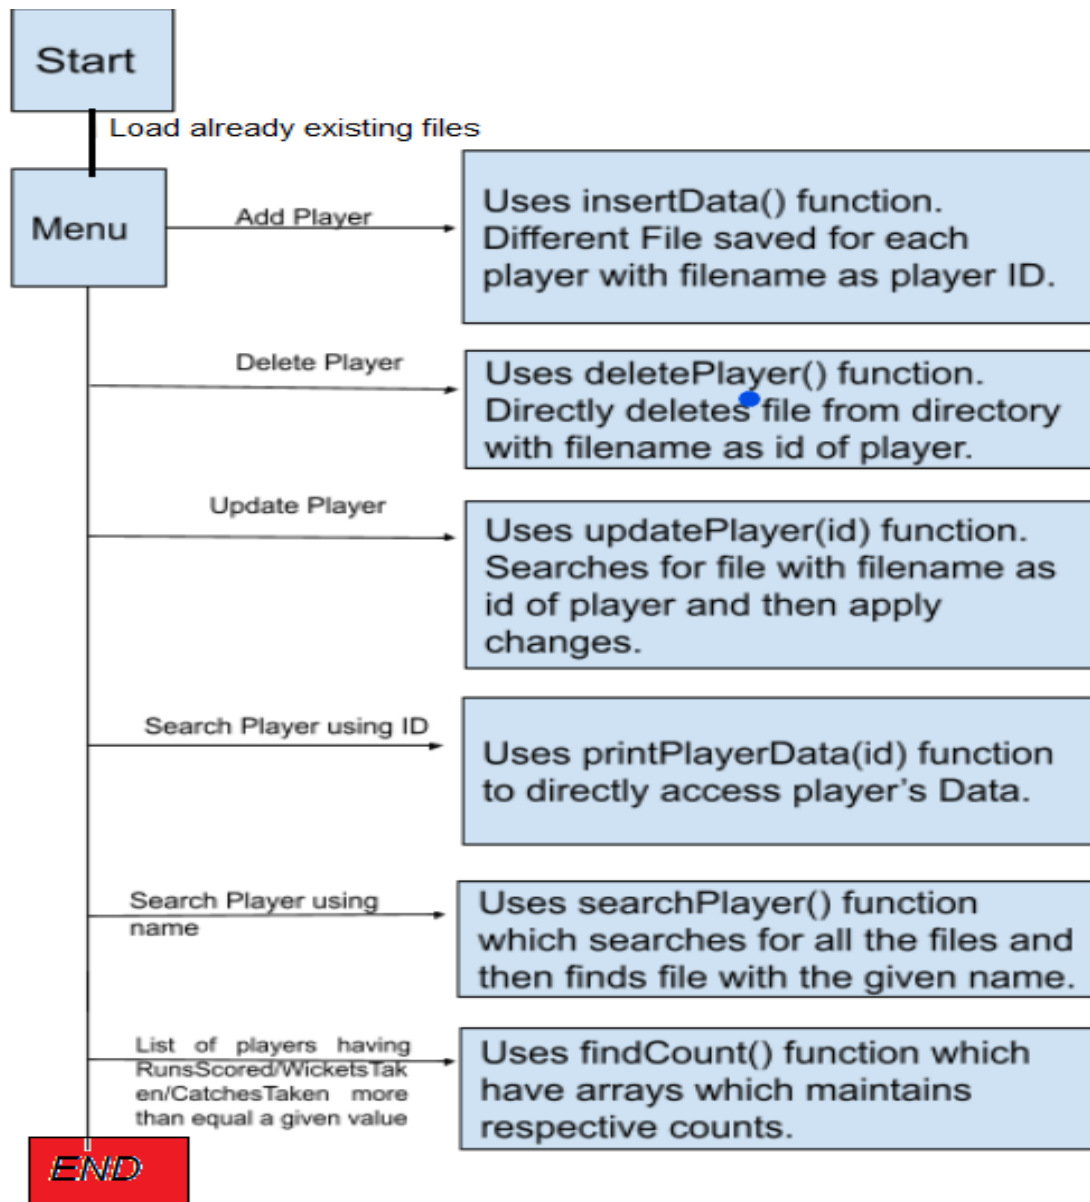 Start
Load already existing files
Menu
Add Player
Uses insertData() function.
Different File saved for each
player with filename as player ID.
Delete Player
Uses deletePlayer() function.
Directly deletes file from directory
with filename as id of player.
Update Player
Uses updatePlayer(id) function.
Searches for file with filename as
id of player and then apply
changes.
Search Player using ID
Uses printPlayerData(id) function
to directly access player's Data.
Search Player using
name
Uses searchPlayer() function
which searches for all the files and
then finds file with the given name.
List of players having
RunsScored/WicketsTak
en/CatchesTaken more
than equal a given value
Uses findCount() function which
have arrays which maintains
respective counts.
END